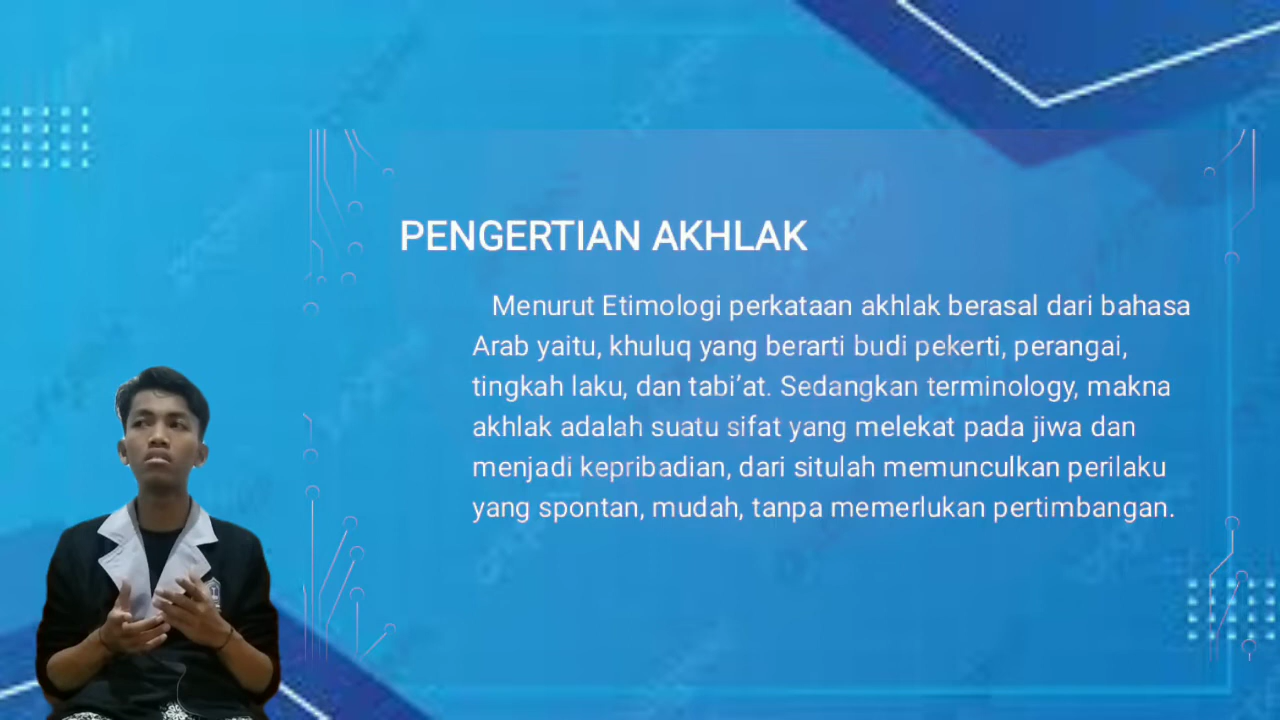 PENGERTIAN AKHLAK
Menurut Etimologi perkataan akhlak berasal dari bahasa
Arab yaitu, khuluq yang berarti budi pekerti, perangai,
tingkah laku, dan tabi’at. Sedangkan terminology, makna
akhlak adalah suatu sifat yang melekat pada jiwa dan
menjadi kepribadian, dari situlah memunculkan perilaku
yang spontan, mudah, tanpa memerlukan pertimbangan.